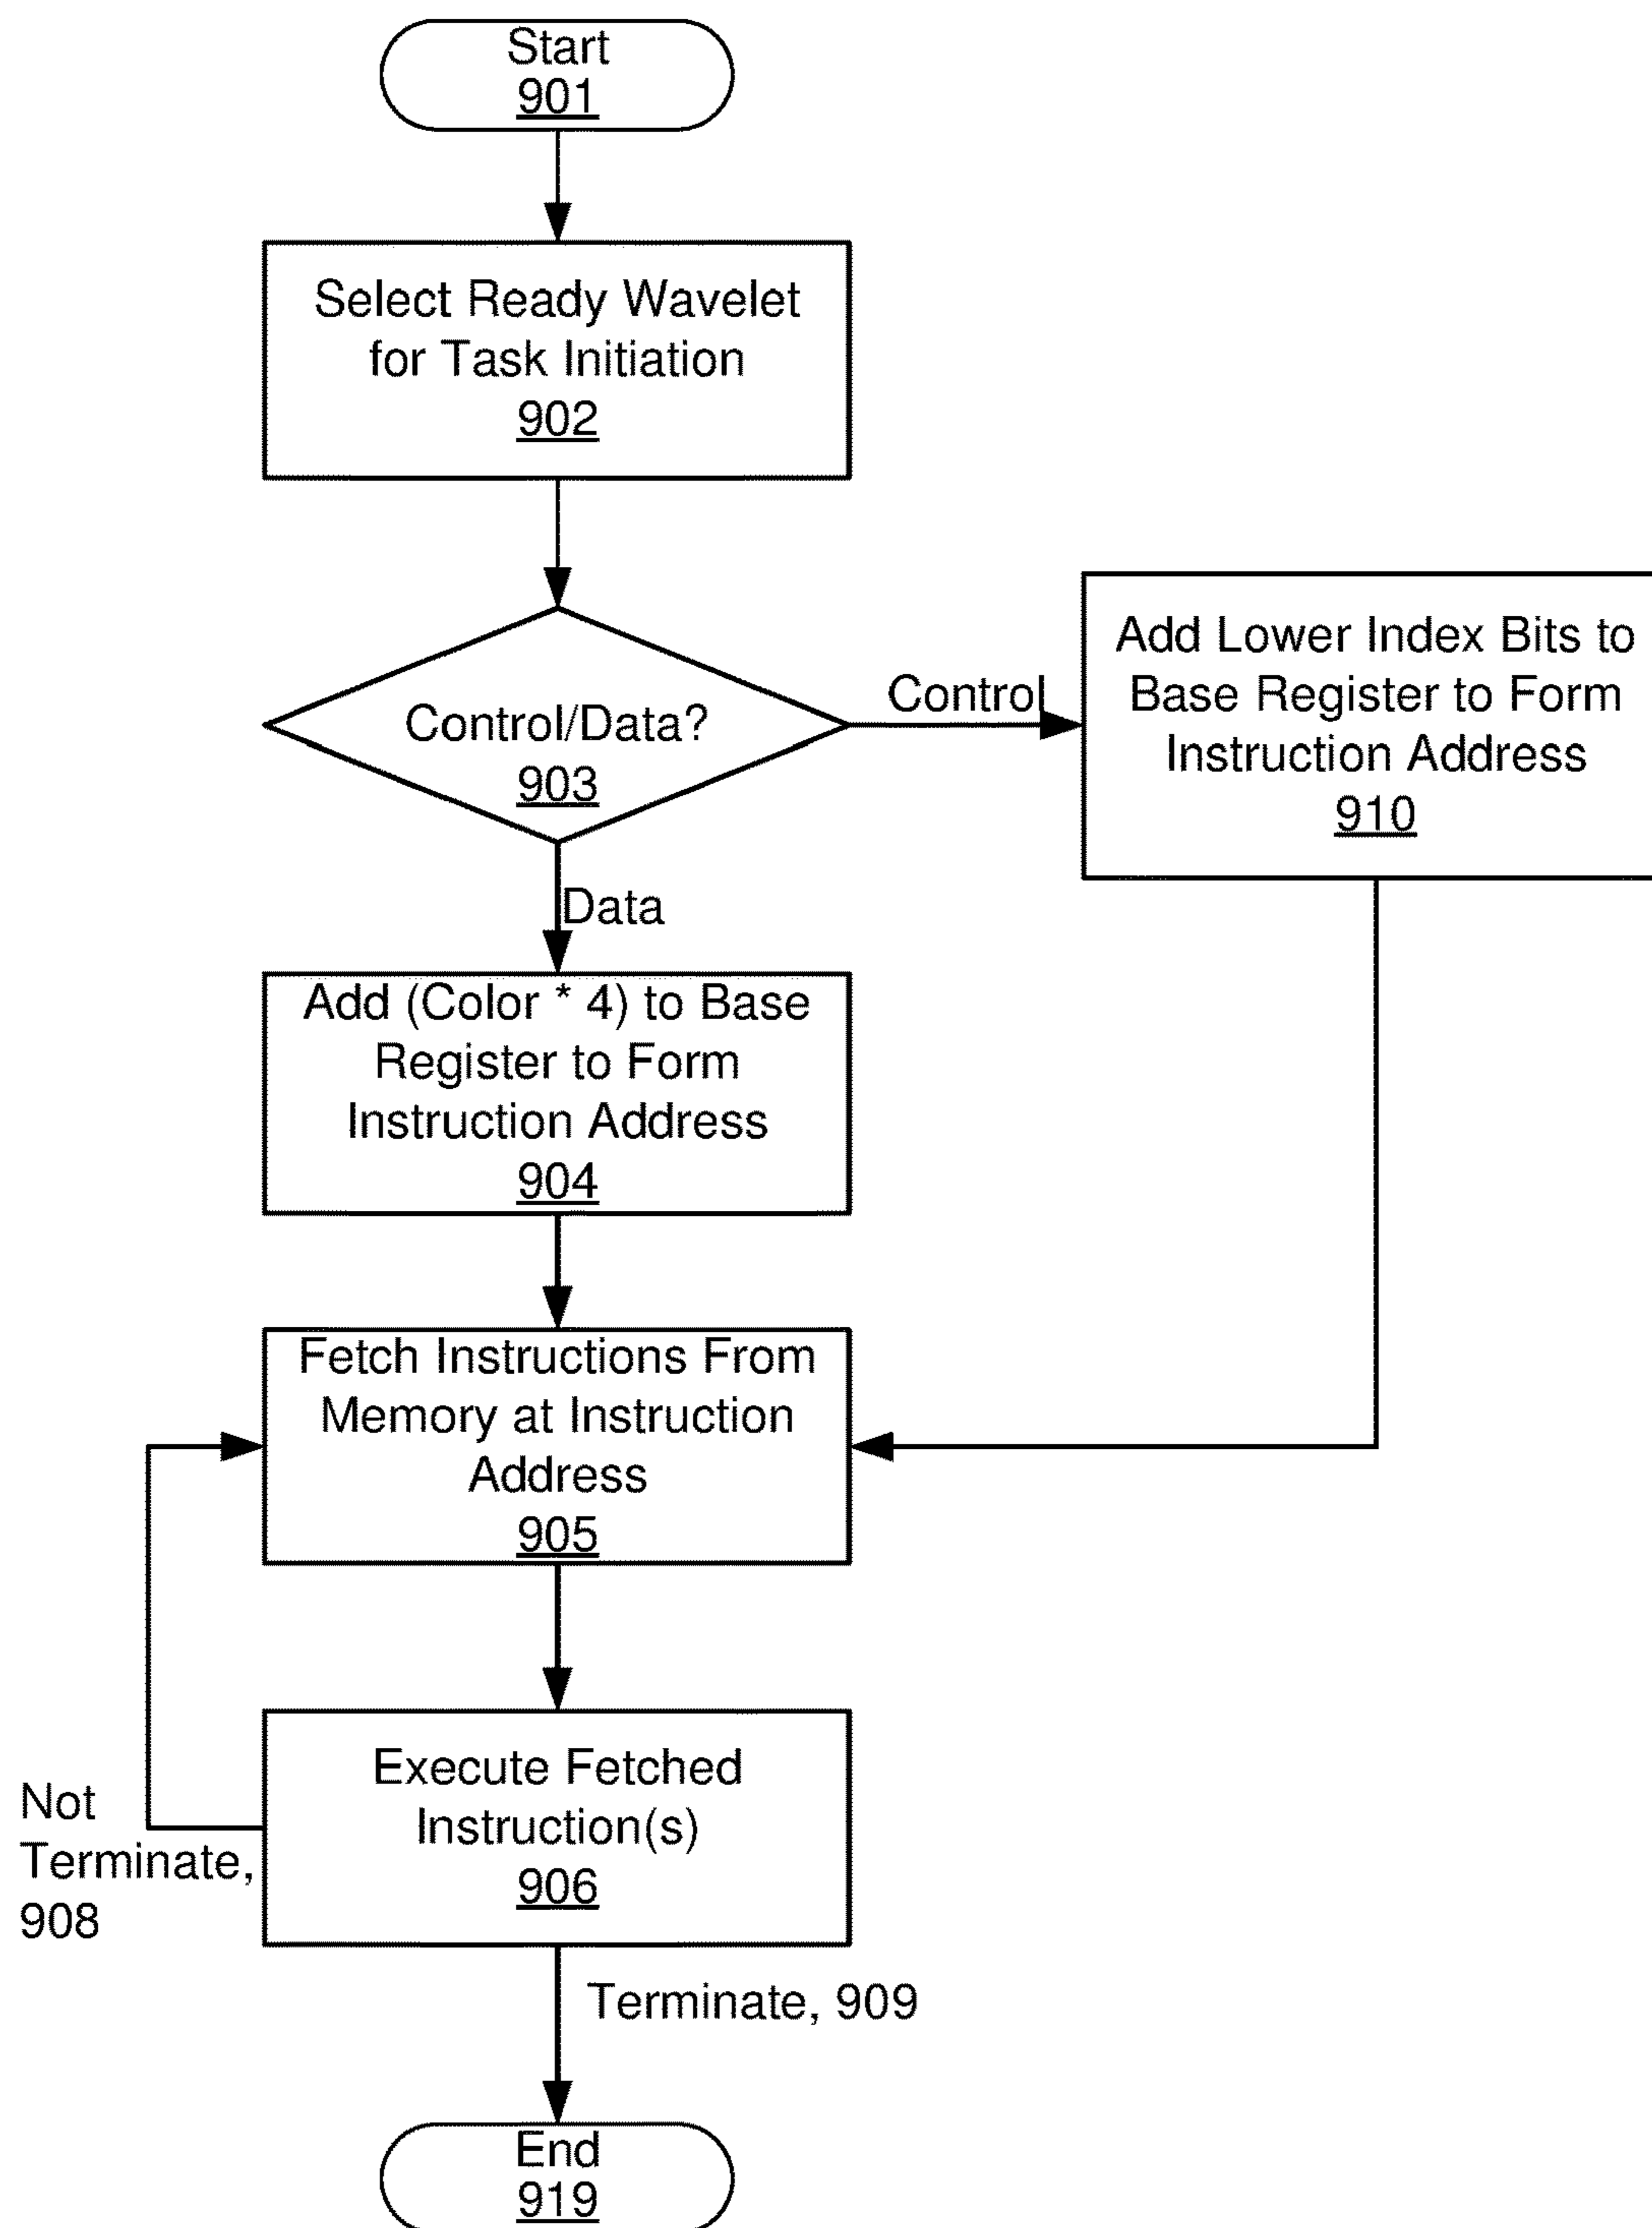 Start
901
Select Ready Wavelet
for Task Initiation
902
Control/Data?
903
Control
Add Lower Index Bits to
Base Register to Form
Instruction Address
910
Data
Add (Color * 4) to Base
Register to Form
Instruction Address
904
Fetch Instructions From
Memory at Instruction
Address
905
Execute Fetched
Instruction(s)
906
Not
Terminate,
908
Terminate, 909
End
919